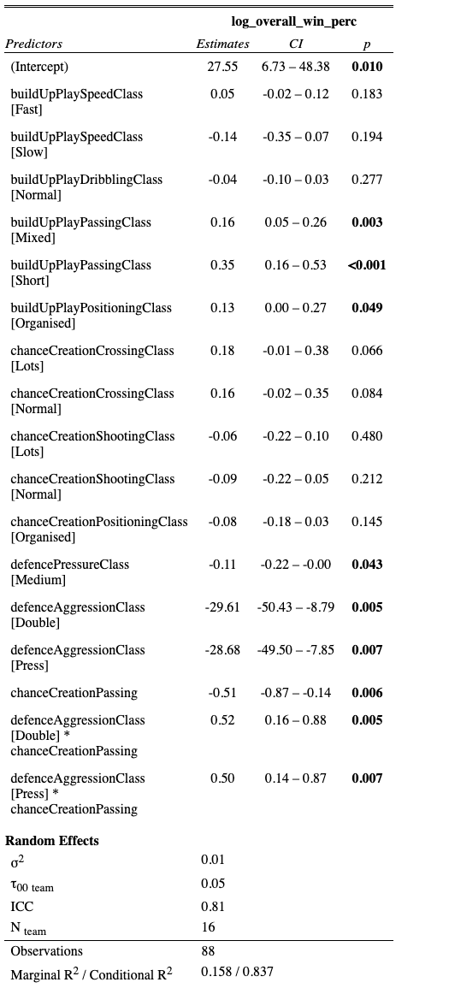 log_overall_win_perc
Predictors Estimates CI p
(Intercept) 27.55 6.73 – 48.38 0.010
buildUpPlaySpeedClass 0.05 -0.02 – 0.12 0.183
[Fast]
buildUpPlaySpeedClass -0.14 -0.35 – 0.07 0.194
[Slow]
buildUpPlayDribblingClass -0.04 -0.10 – 0.03 0.277
[Normal]
buildUpPlayPassingClass 0.16 0.05 – 0.26 0.003
[Mixed]
buildUpPlayPassingClass 0.35 0.16 – 0.53 <0.001
[Short]
buildUpPlayPositioningClass 0.13 0.00 – 0.27 0.049
[Organised]
chanceCreationCrossingClass 0.18 -0.01 – 0.38 0.066
[Lots]
chanceCreationCrossingClass 0.16 -0.02 – 0.35 0.084
[Normal]
chanceCreationShootingClass -0.06 -0.22 – 0.10 0.480
[Lots]
chanceCreationShootingClass -0.09 -0.22 – 0.05 0.212
[Normal]
chanceCreationPositioningClass -0.08 -0.18 – 0.03 0.145
[Organised]
defencePressureClass -0.11 -0.22 – -0.00 0.043
[Medium]
defenceAggressionClass -29.61 -50.43 – -8.79 0.005
[Double]
defenceAggressionClass -28.68 -49.50 – -7.85 0.007
[Press]
chanceCreationPassing -0.51 -0.87 – -0.14 0.006
defenceAggressionClass 0.52 0.16 – 0.88 0.005
[Double] *
chanceCreationPassing
defenceAggressionClass 0.50 0.14 – 0.87 0.007
[Press] *
chanceCreationPassing
Random Effects
σ² 0.01
τ₀₀ team 0.05
ICC 0.81
N team 16
Observations 88
Marginal R² / Conditional R² 0.158 / 0.837